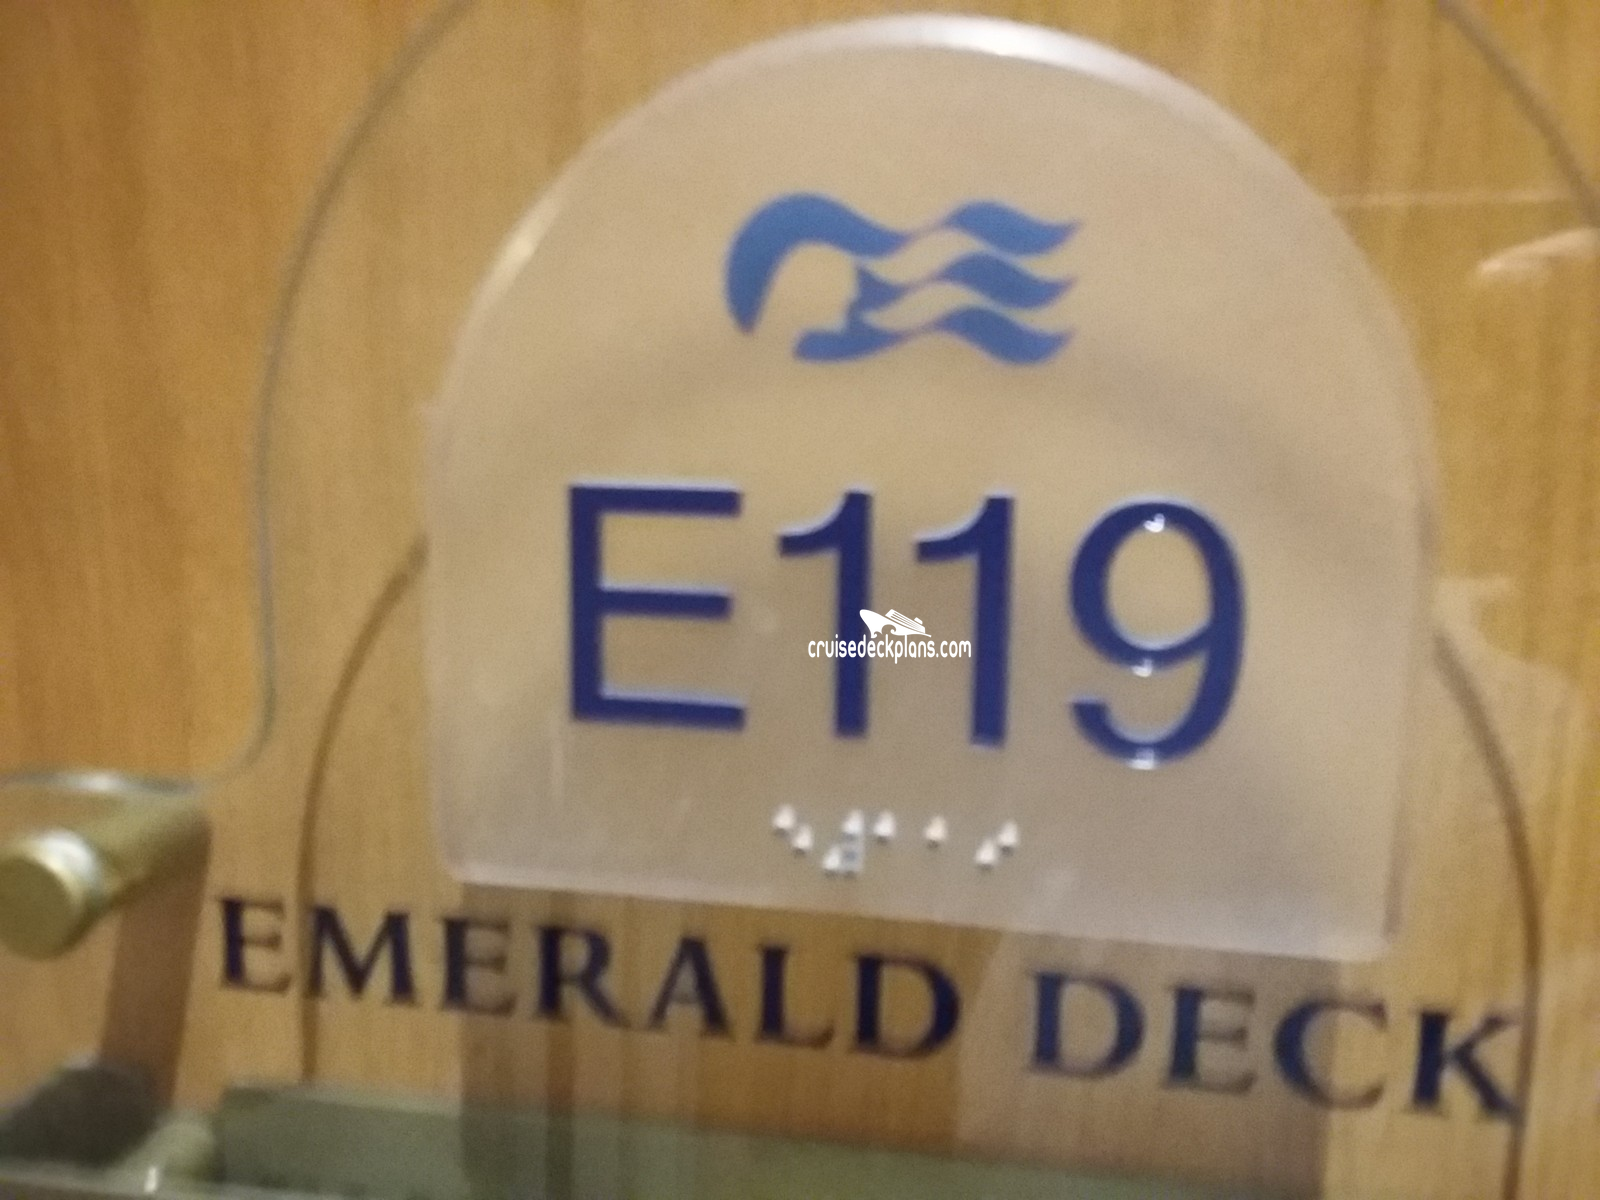 E119
cruisedeckplans.com
EMERALD DECK